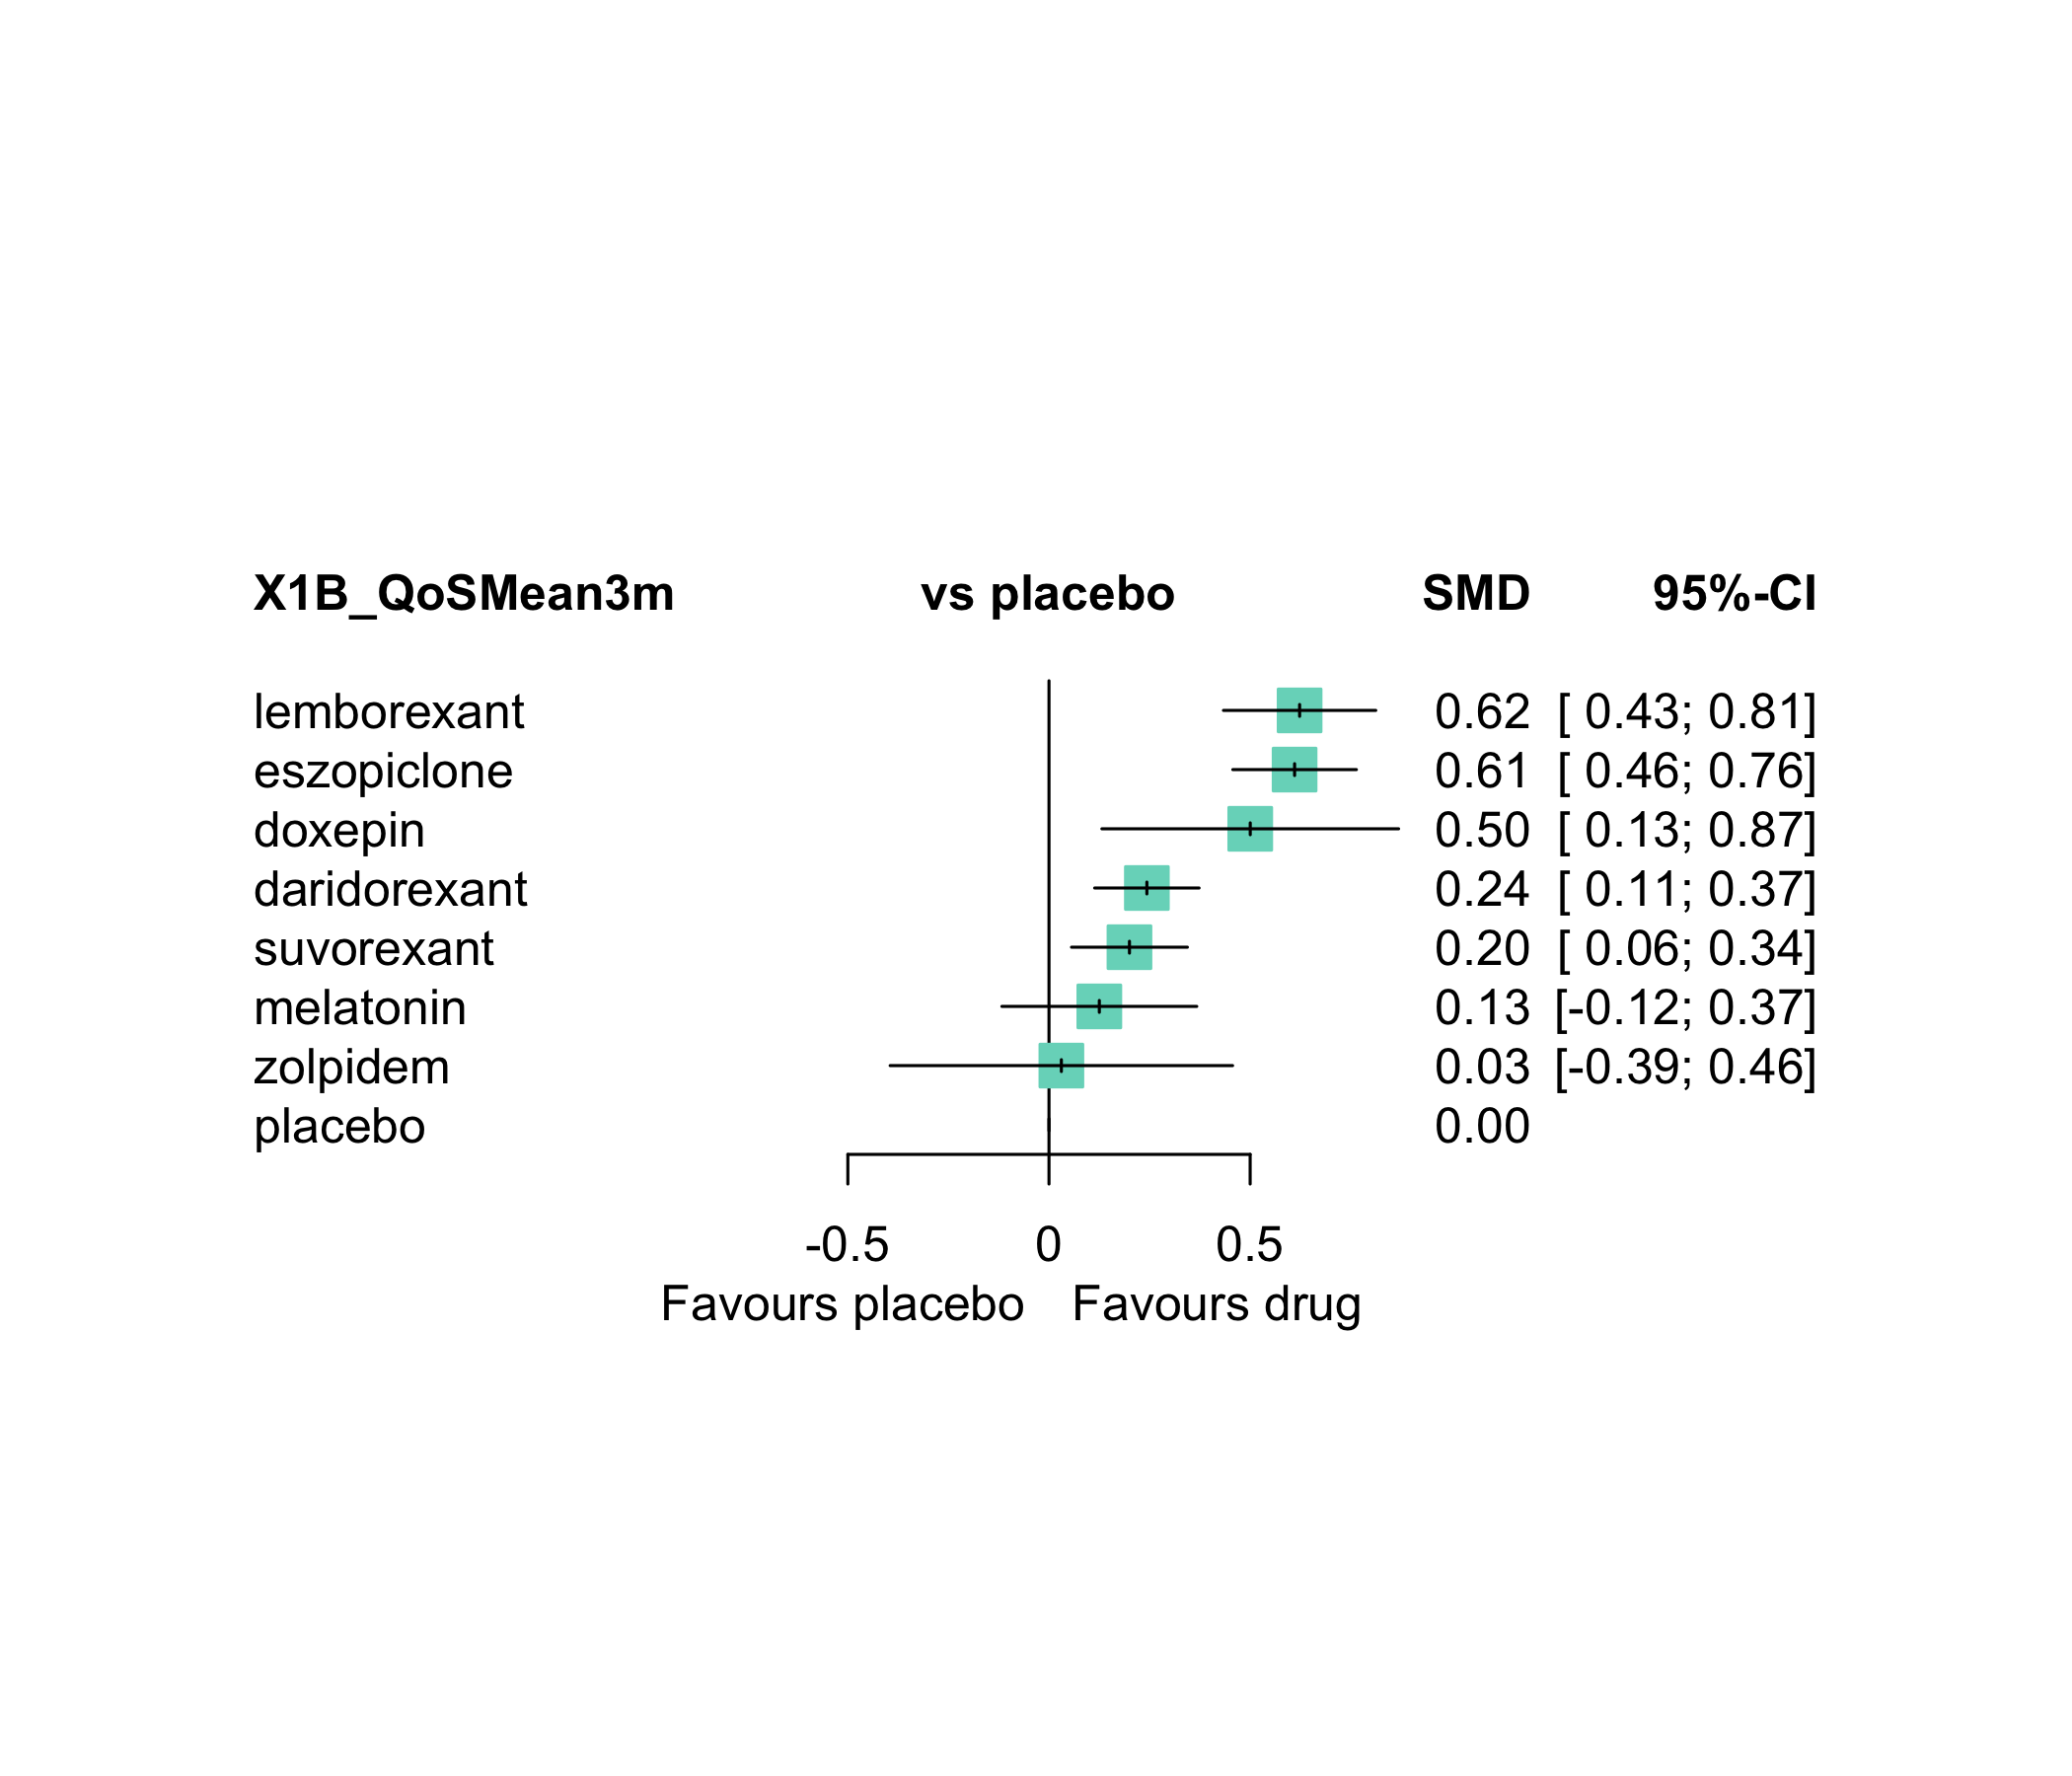 X1B_QoSMean3m vs placebo SMD 95%-CI
lemborexant 0.62 [ 0.43; 0.81]
eszopiclone 0.61 [ 0.46; 0.76]
doxepin 0.50 [ 0.13; 0.87]
daridorexant 0.24 [ 0.11; 0.37]
suvorexant 0.20 [ 0.06; 0.34]
melatonin 0.13 [-0.12; 0.37]
zolpidem 0.03 [-0.39; 0.46]
placebo 0.00
-0.5 0 0.5
Favours placebo Favours drug